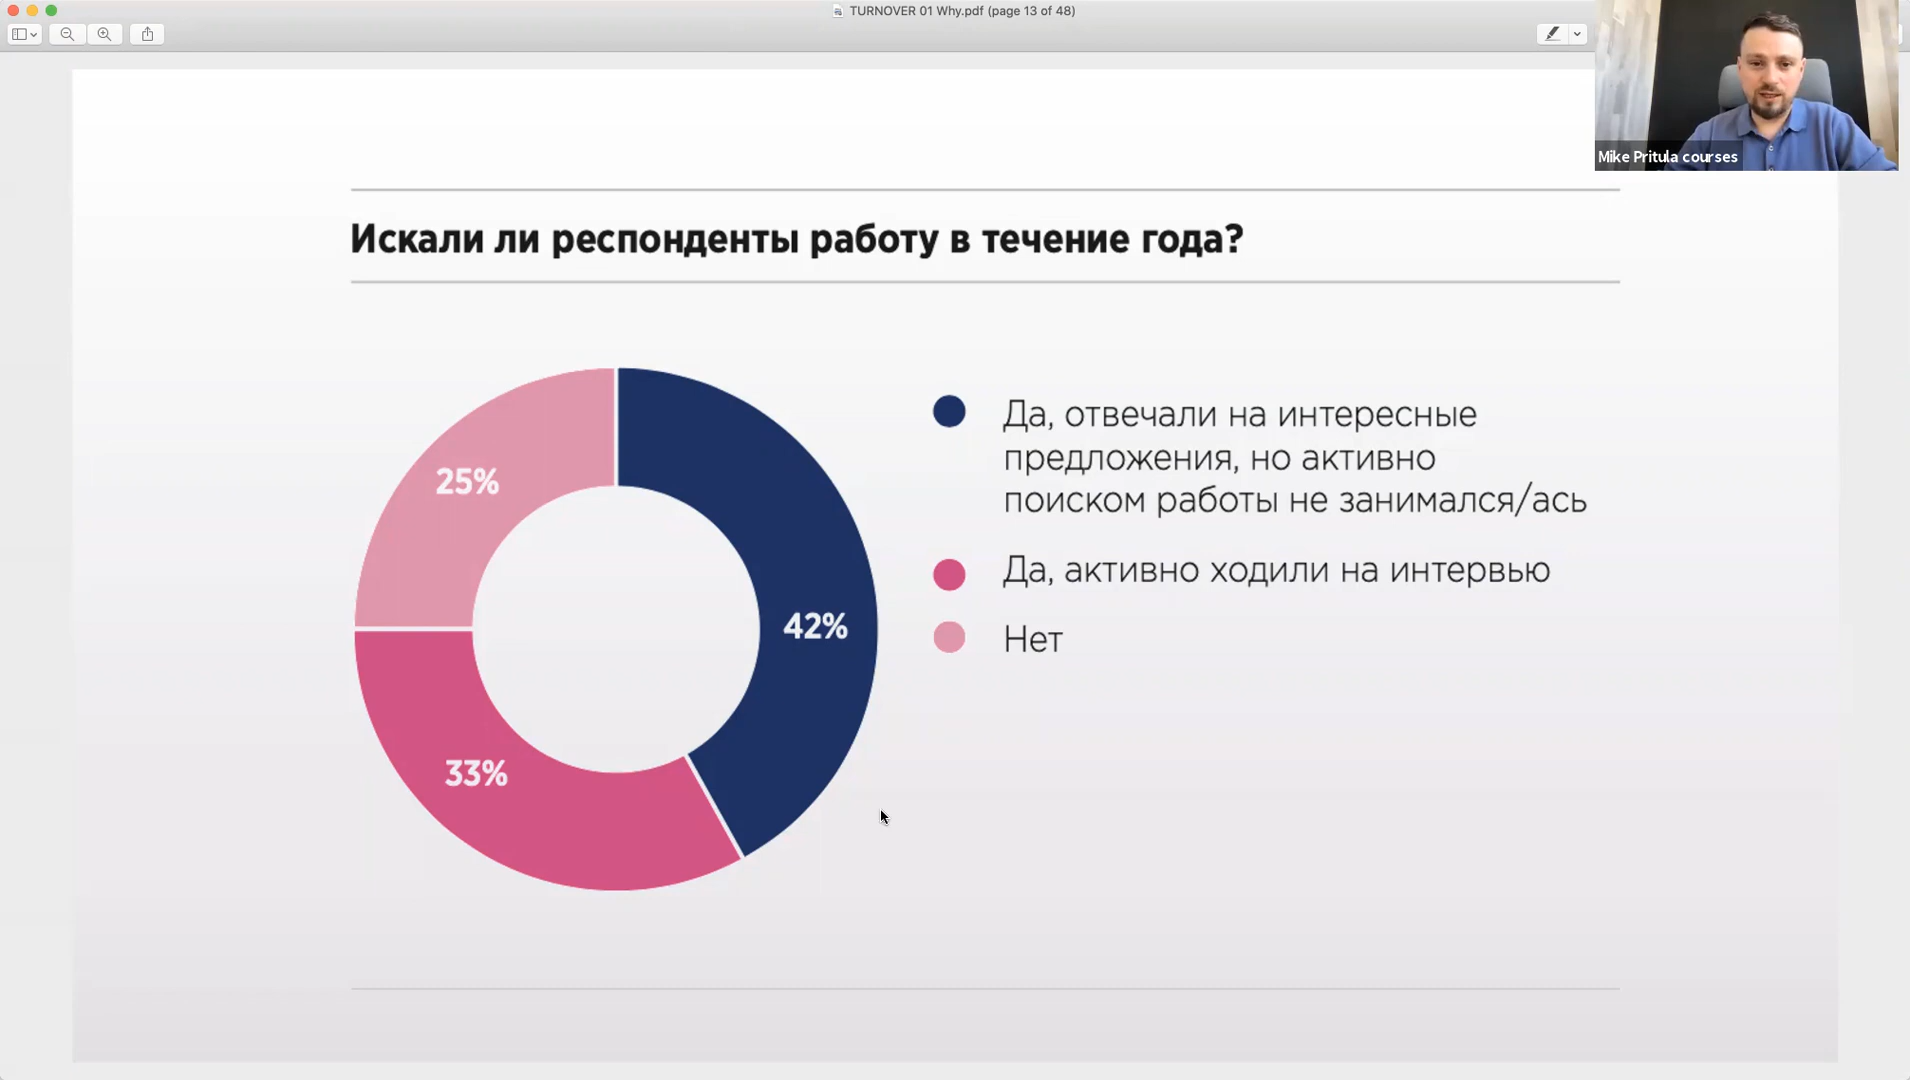 TURNOVER 01 Why.pdf (page 13 of 48)
Mike Pritula courses
Искали ли респонденты работу в течение года?
25%
42%
33%
Да, отвечали на интересные
предложения, но активно
поиском работы не занимался/ась
Да, активно ходили на интервью
Нет